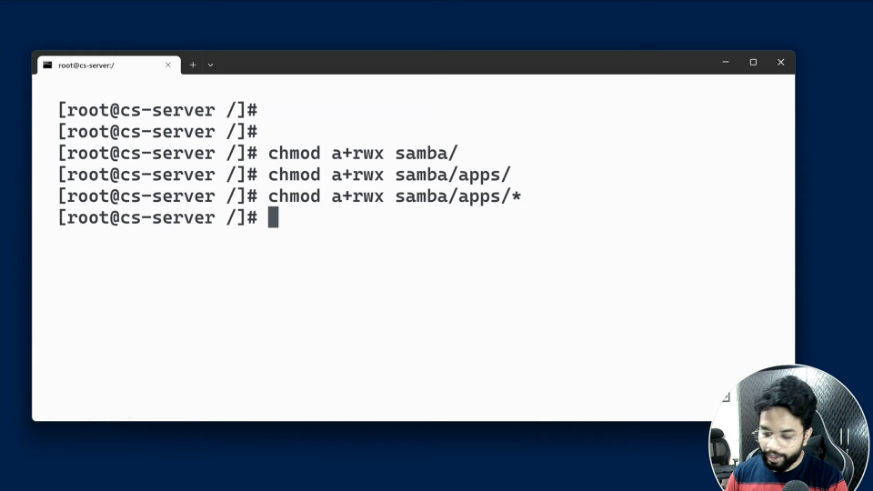 root@cs-server:/
[root@cs-server /]#
[root@cs-server /]#
[root@cs-server /]# chmod a+rwx samba/
[root@cs-server /]# chmod a+rwx samba/apps/
[root@cs-server /]# chmod a+rwx samba/apps/*
[root@cs-server /]#